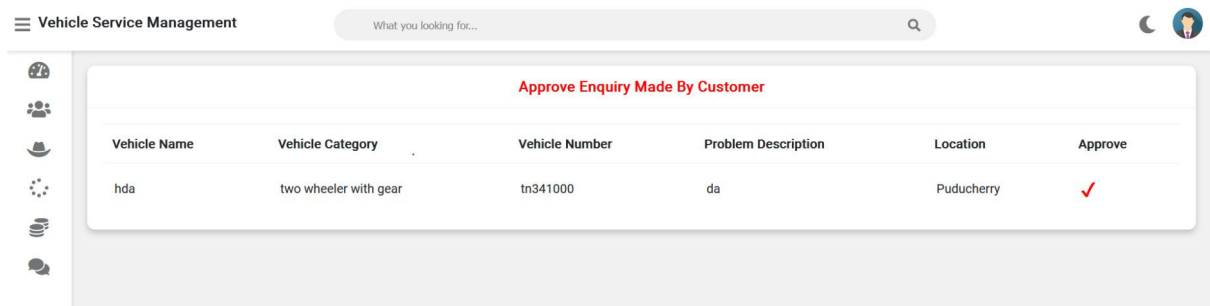 Vehicle Service Management
What you looking for...
Approve Enquiry Made By Customer
Vehicle Name Vehicle Category Vehicle Number Problem Description Location Approve
hda two wheeler with gear tn341000 da Puducherry